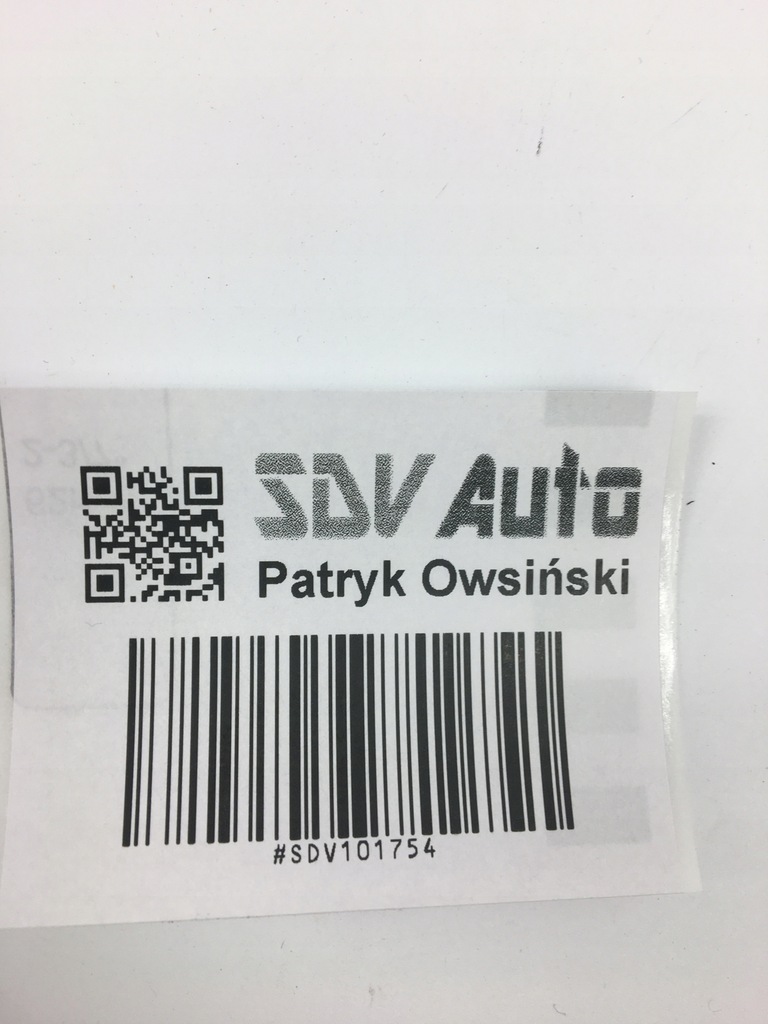 SDV Auto
Patryk Owsiński
#SDV101754